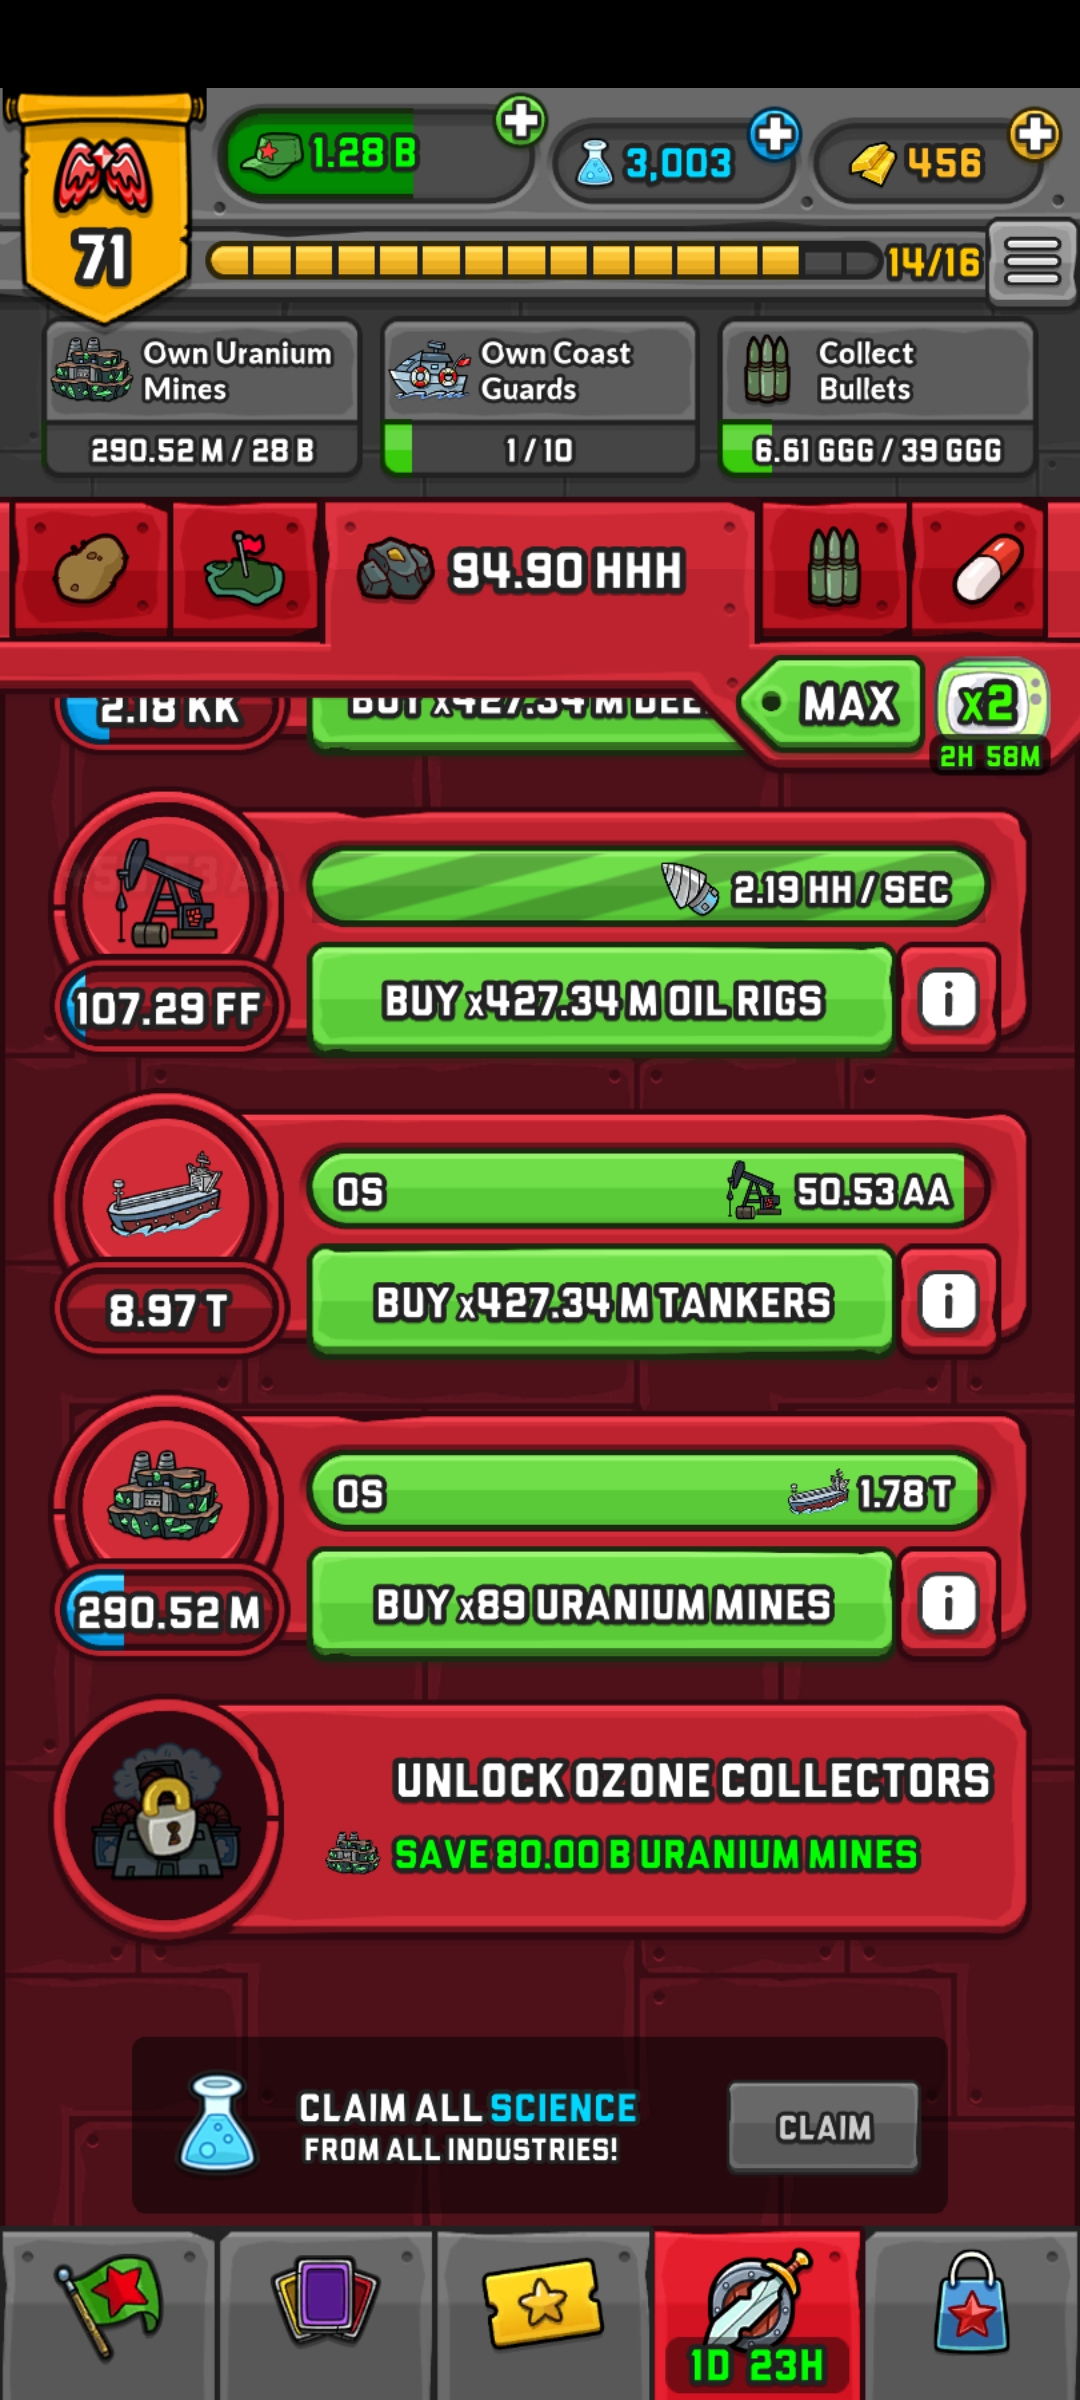 1.28 B
3,003
456
71
14/16
Own Uranium
Mines
290.52 M / 28 B
Own Coast
Guards
1 / 10
Collect
Bullets
6.61 GGG / 39 GGG
94.90 HHH
MAX
x2
2H 58M
2.18 KK
BUY x427.34 M DEE
2.19 HH / SEC
107.29 FF
BUY x427.34 M OIL RIGS
i
0S
50.53 AA
8.97 T
BUY x427.34 M TANKERS
i
0S
1.78 T
290.52 M
BUY x89 URANIUM MINES
i
UNLOCK OZONE COLLECTORS
SAVE 80.00 B URANIUM MINES
CLAIM ALL SCIENCE
FROM ALL INDUSTRIES!
CLAIM
1D 23H